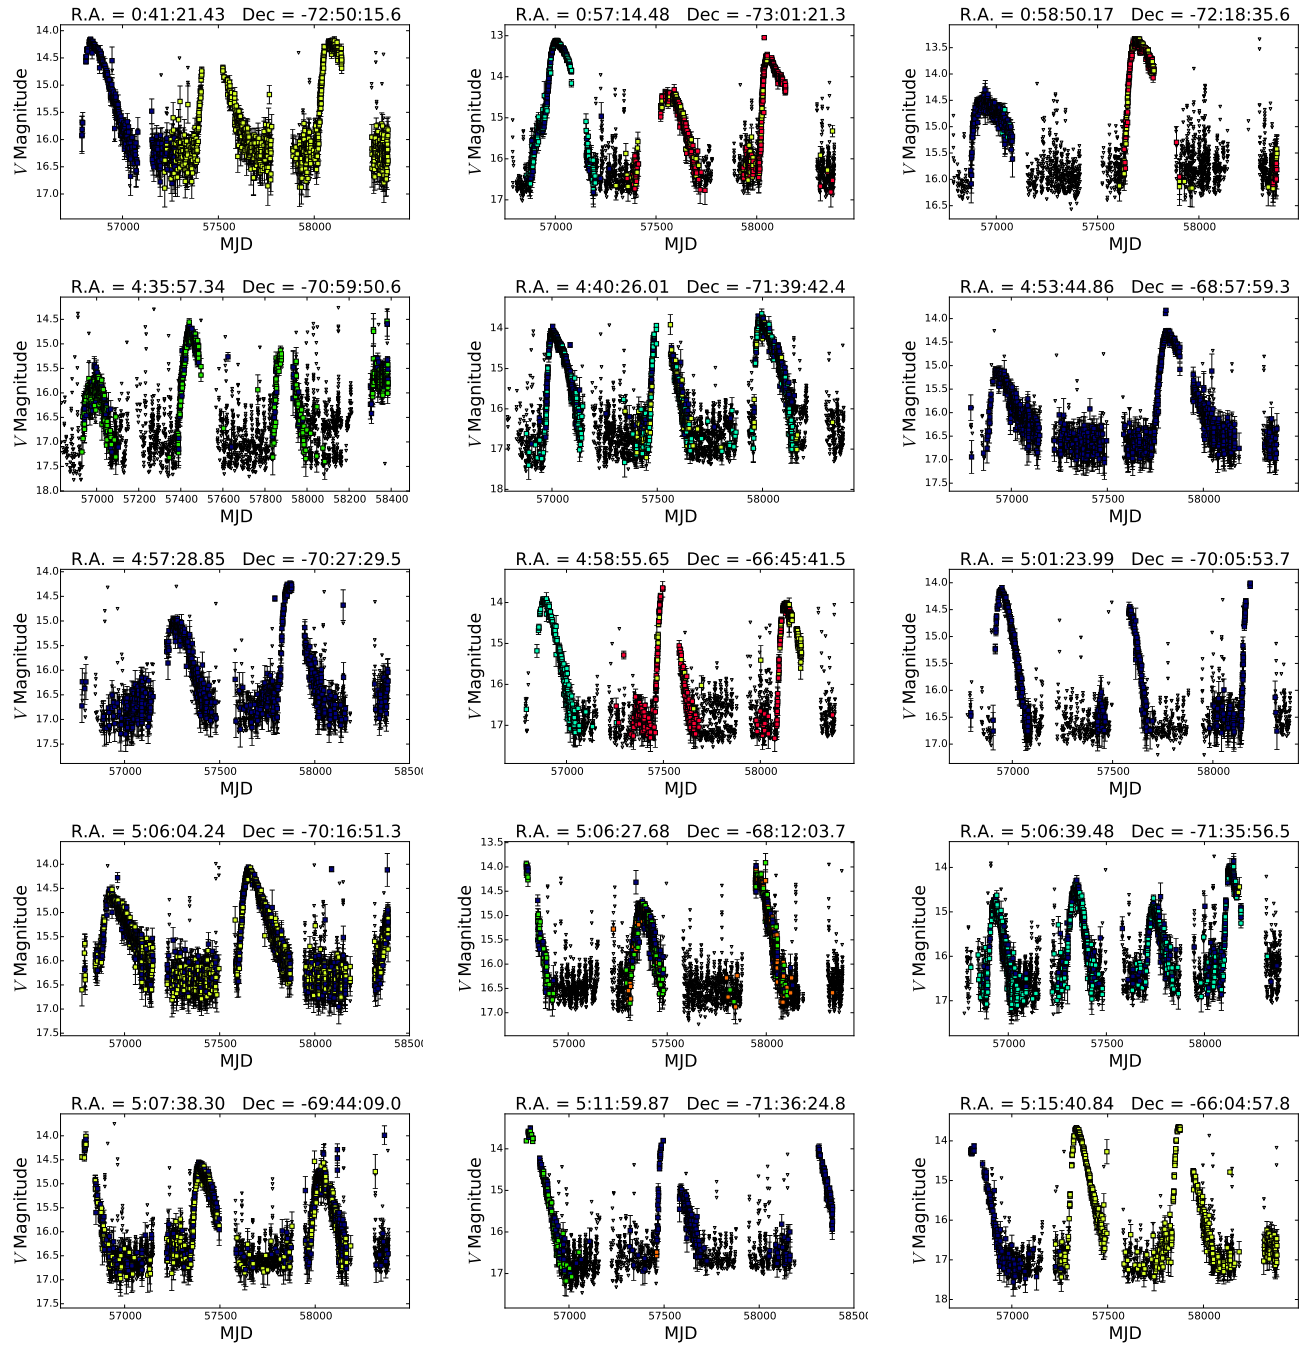 R.A. = 0:41:21.43 Dec = -72:50:15.6
14.0
14.5
15.0
15.5
16.0
16.5
17.0
V Magnitude
57000 57500 58000
MJD
R.A. = 0:57:14.48 Dec = -73:01:21.3
13
14
15
16
17
V Magnitude
57000 57500 58000
MJD
R.A. = 0:58:50.17 Dec = -72:18:35.6
13.5
14.0
14.5
15.0
15.5
16.0
16.5
V Magnitude
57000 57500 58000
MJD
R.A. = 4:35:57.34 Dec = -70:59:50.6
14.5
15.0
15.5
16.0
16.5
17.0
17.5
18.0
V Magnitude
57000 57200 57400 57600 57800 58000 58200 58400
MJD
R.A. = 4:40:26.01 Dec = -71:39:42.4
14
15
16
17
18
V Magnitude
57000 57500 58000
MJD
R.A. = 4:53:44.86 Dec = -68:57:59.3
14.0
14.5
15.0
15.5
16.0
16.5
17.0
17.5
V Magnitude
57000 57500 58000
MJD
R.A. = 4:57:28.85 Dec = -70:27:29.5
14.0
14.5
15.0
15.5
16.0
16.5
17.0
17.5
V Magnitude
57000 57500 58000 58500
MJD
R.A. = 4:58:55.65 Dec = -66:45:41.5
14
15
16
17
V Magnitude
57000 57500 58000
MJD
R.A. = 5:01:23.99 Dec = -70:05:53.7
14.0
14.5
15.0
15.5
16.0
16.5
17.0
V Magnitude
57000 57500 58000
MJD
R.A. = 5:06:04.24 Dec = -70:16:51.3
14.0
14.5
15.0
15.5
16.0
16.5
17.0
17.5
V Magnitude
57000 57500 58000 58500
MJD
R.A. = 5:06:27.68 Dec = -68:12:03.7
13.5
14.0
14.5
15.0
15.5
16.0
16.5
17.0
V Magnitude
57000 57500 58000
MJD
R.A. = 5:06:39.48 Dec = -71:35:56.5
14
15
16
17
V Magnitude
57000 57500 58000
MJD
R.A. = 5:07:38.30 Dec = -69:44:09.0
14.0
14.5
15.0
15.5
16.0
16.5
17.0
17.5
V Magnitude
57000 57500 58000
MJD
R.A. = 5:11:59.87 Dec = -71:36:24.8
14
15
16
17
V Magnitude
57000 57500 58000 58500
MJD
R.A. = 5:15:40.84 Dec = -66:04:57.8
14
15
16
17
18
V Magnitude
57000 57500 58000
MJD